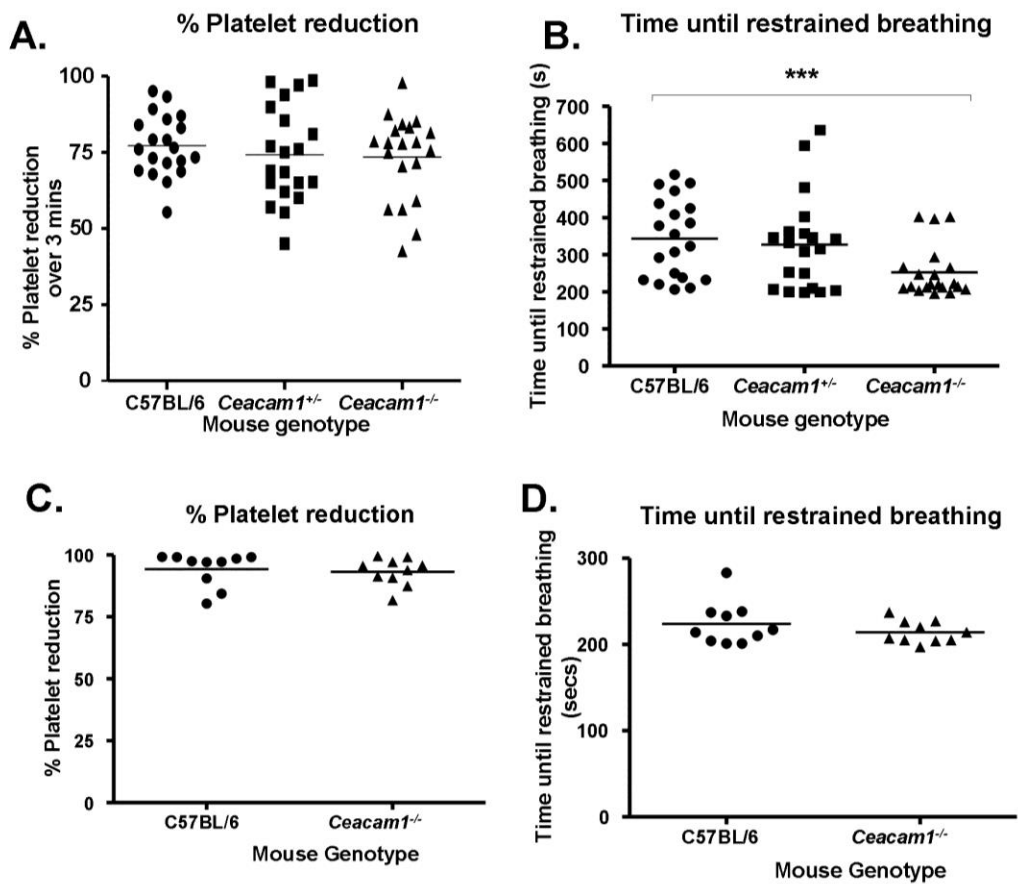 A.
% Platelet reduction
% Platelet reduction
over 3 mins
100
75
50
25
0
C57BL/6 Ceacam1+/- Ceacam1-/-
Mouse genotype
B.
Time until restrained breathing
***
Time until restrained breathing (s)
700
600
500
400
300
200
100
0
C57BL/6 Ceacam1+/- Ceacam1-/-
Mouse genotype
C.
% Platelet reduction
% Platelet reduction
100
75
50
25
0
C57BL/6 Ceacam1-/-
Mouse Genotype
D.
Time until restrained breathing
Time until restrained breathing
(secs)
300
200
100
0
C57BL/6 Ceacam1-/-
Mouse Genotype